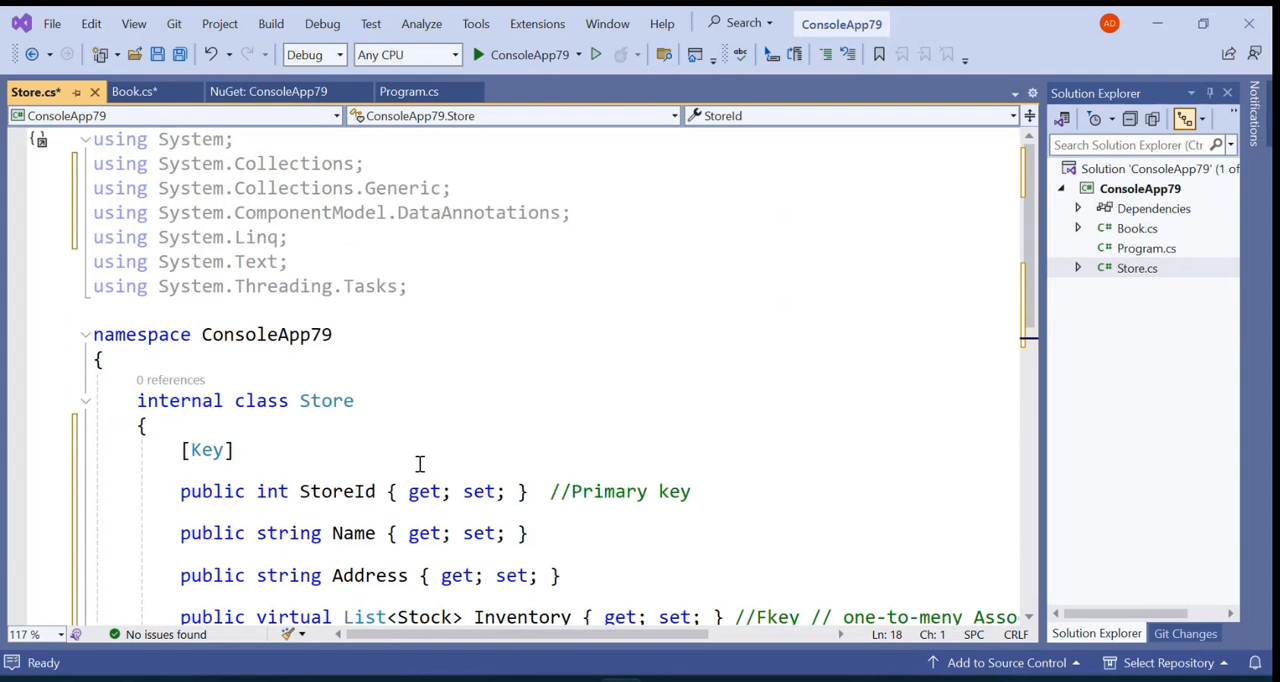 File Edit View Git Project Build Debug Test Analyze Tools Extensions Window Help Search ConsoleApp79 AD
Debug Any CPU ConsoleApp79
Store.cs* Book.cs* NuGet: ConsoleApp79 Program.cs
ConsoleApp79 ConsoleApp79.Store StoreId
using System;
using System.Collections;
using System.Collections.Generic;
using System.ComponentModel.DataAnnotations;
using System.Linq;
using System.Text;
using System.Threading.Tasks;
namespace ConsoleApp79
{
0 references
internal class Store
{
[Key]
public int StoreId { get; set; } //Primary key
public string Name { get; set; }
public string Address { get; set; }
public virtual List<Stock> Inventory { get; set; } //Fkey // one-to-meny Asso
117 % No issues found Ln: 18 Ch: 1 SPC CRLF
Solution Explorer
Search Solution Explorer (Ctr
Solution 'ConsoleApp79' (1 of
ConsoleApp79
Dependencies
Book.cs
Program.cs
Store.cs
Solution Explorer Git Changes
Notifications
Ready Add to Source Control Select Repository